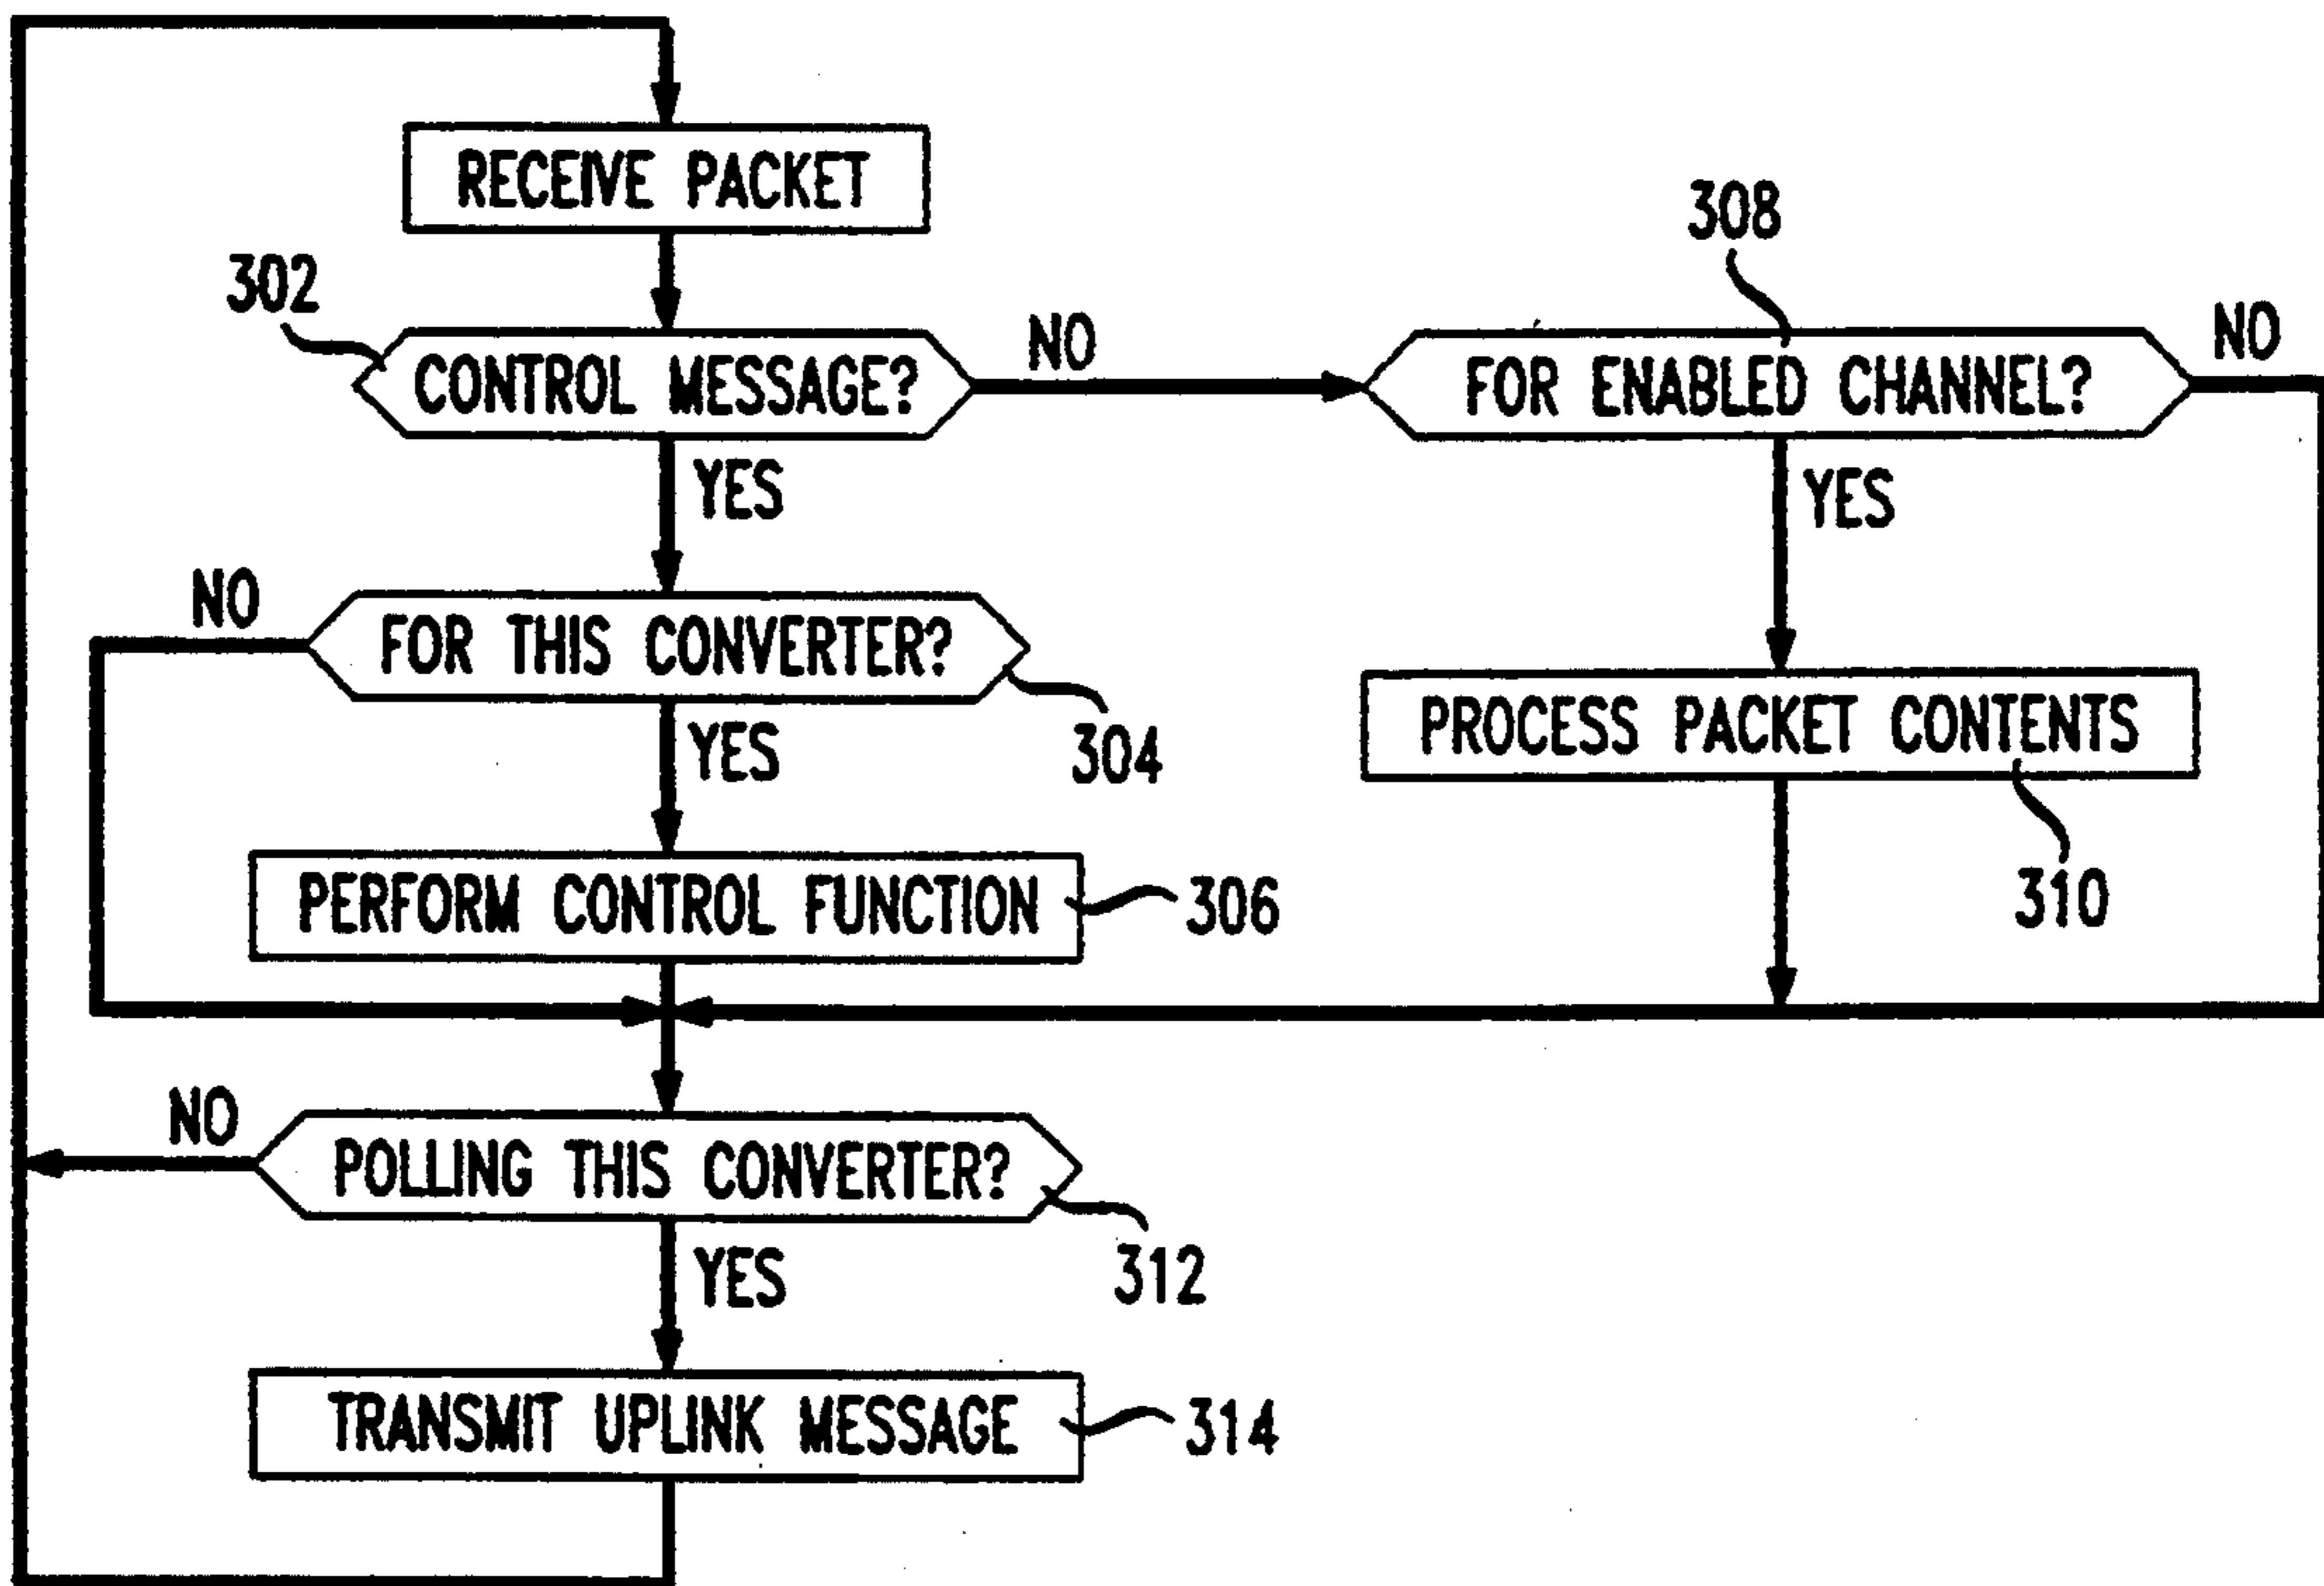 RECEIVE PACKET
302
CONTROL MESSAGE?
NO
308
FOR ENABLED CHANNEL?
NO
YES
YES
NO
FOR THIS CONVERTER?
304
YES
PROCESS PACKET CONTENTS
310
PERFORM CONTROL FUNCTION
306
NO
POLLING THIS CONVERTER?
312
YES
TRANSMIT UPLINK MESSAGE
314